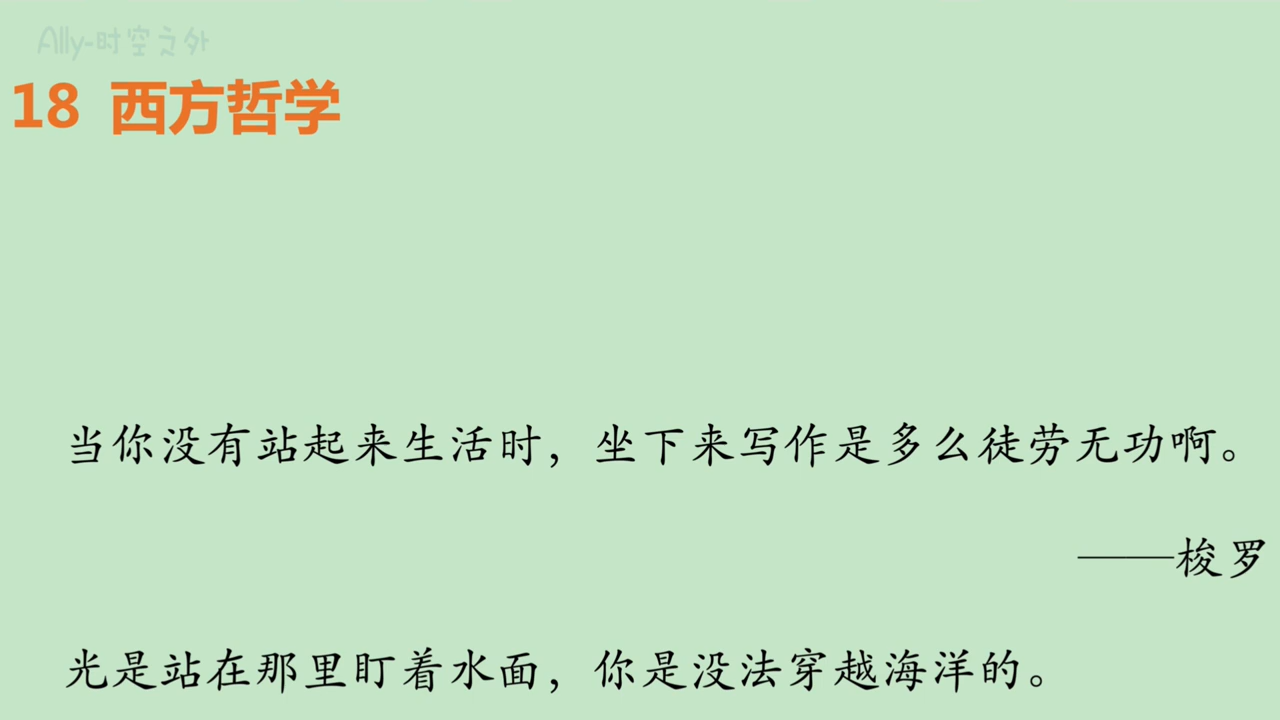 Ally-时空之外
18 西方哲学
当你没有站起来生活时，坐下来写作是多么徒劳无功啊。
——梭罗
光是站在那里盯着水面，你是没法穿越海洋的。